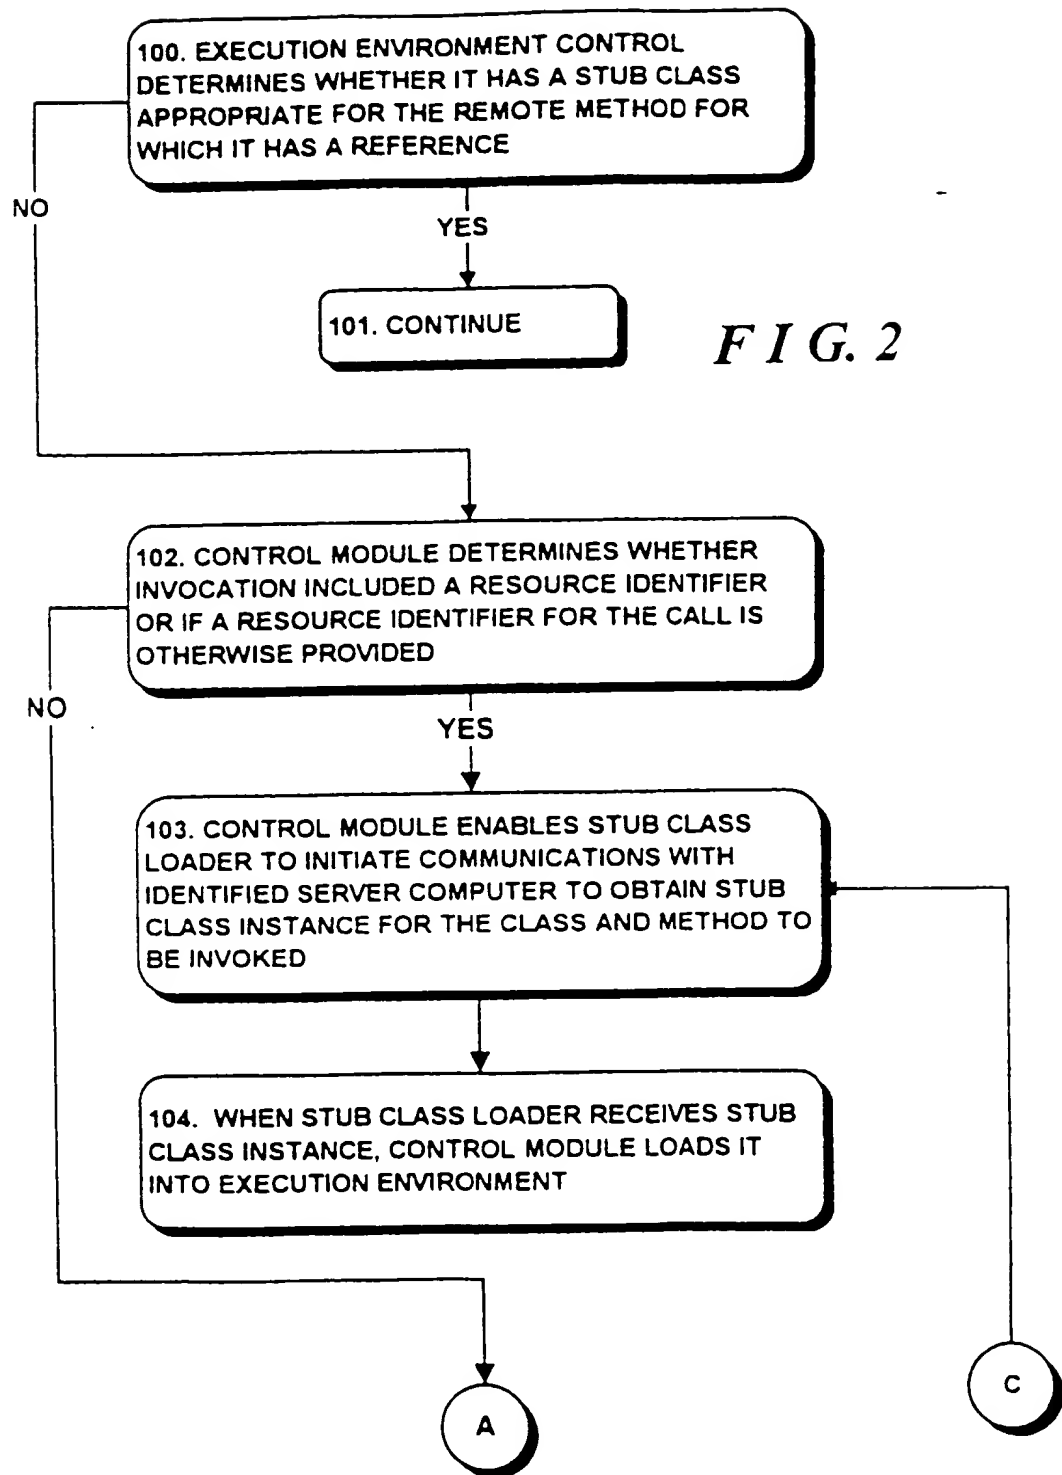 100. EXECUTION ENVIRONMENT CONTROL
DETERMINES WHETHER IT HAS A STUB CLASS
APPROPRIATE FOR THE REMOTE METHOD FOR
WHICH IT HAS A REFERENCE
NO
YES
101. CONTINUE
FIG. 2
102. CONTROL MODULE DETERMINES WHETHER
INVOCATION INCLUDED A RESOURCE IDENTIFIER
OR IF A RESOURCE IDENTIFIER FOR THE CALL IS
OTHERWISE PROVIDED
NO
YES
103. CONTROL MODULE ENABLES STUB CLASS
LOADER TO INITIATE COMMUNICATIONS WITH
IDENTIFIED SERVER COMPUTER TO OBTAIN STUB
CLASS INSTANCE FOR THE CLASS AND METHOD TO
BE INVOKED
104. WHEN STUB CLASS LOADER RECEIVES STUB
CLASS INSTANCE, CONTROL MODULE LOADS IT
INTO EXECUTION ENVIRONMENT
A
C